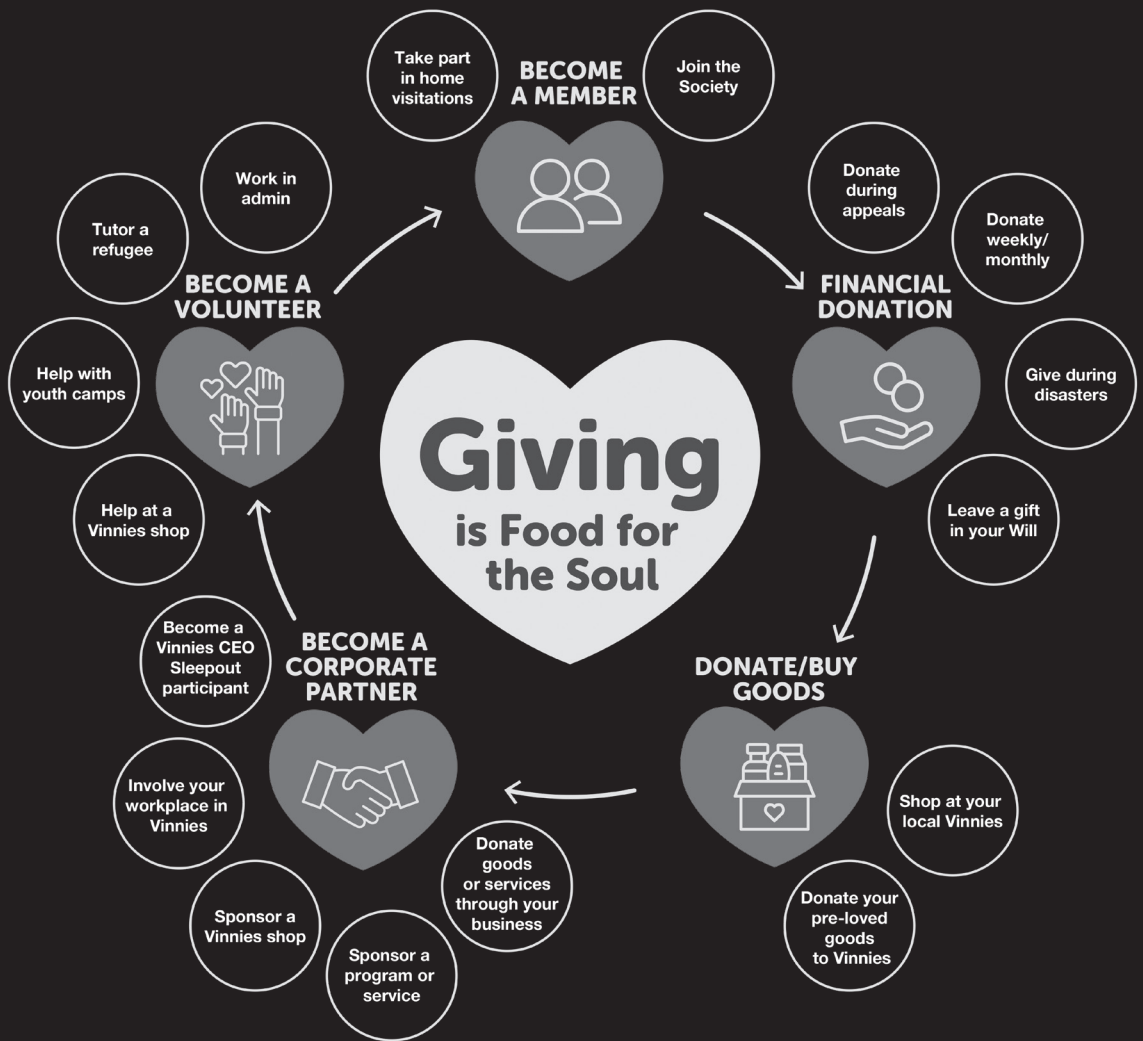 Take part
in home
visitations
BECOME
A MEMBER
Join the
Society
Donate
during
appeals
Donate
weekly/
monthly
FINANCIAL
DONATION
Give during
disasters
Leave a gift
in your Will
DONATE/BUY
GOODS
Shop at your
local Vinnies
Donate your
pre-loved
goods
to Vinnies
BECOME A
CORPORATE
PARTNER
Donate
goods
or services
through your
business
Sponsor a
program or
service
Sponsor a
Vinnies shop
Involve your
workplace in
Vinnies
Become a
Vinnies CEO
Sleepout
participant
BECOME A
VOLUNTEER
Help at a
Vinnies shop
Help with
youth camps
Tutor a
refugee
Work in
admin
Giving
is Food for
the Soul